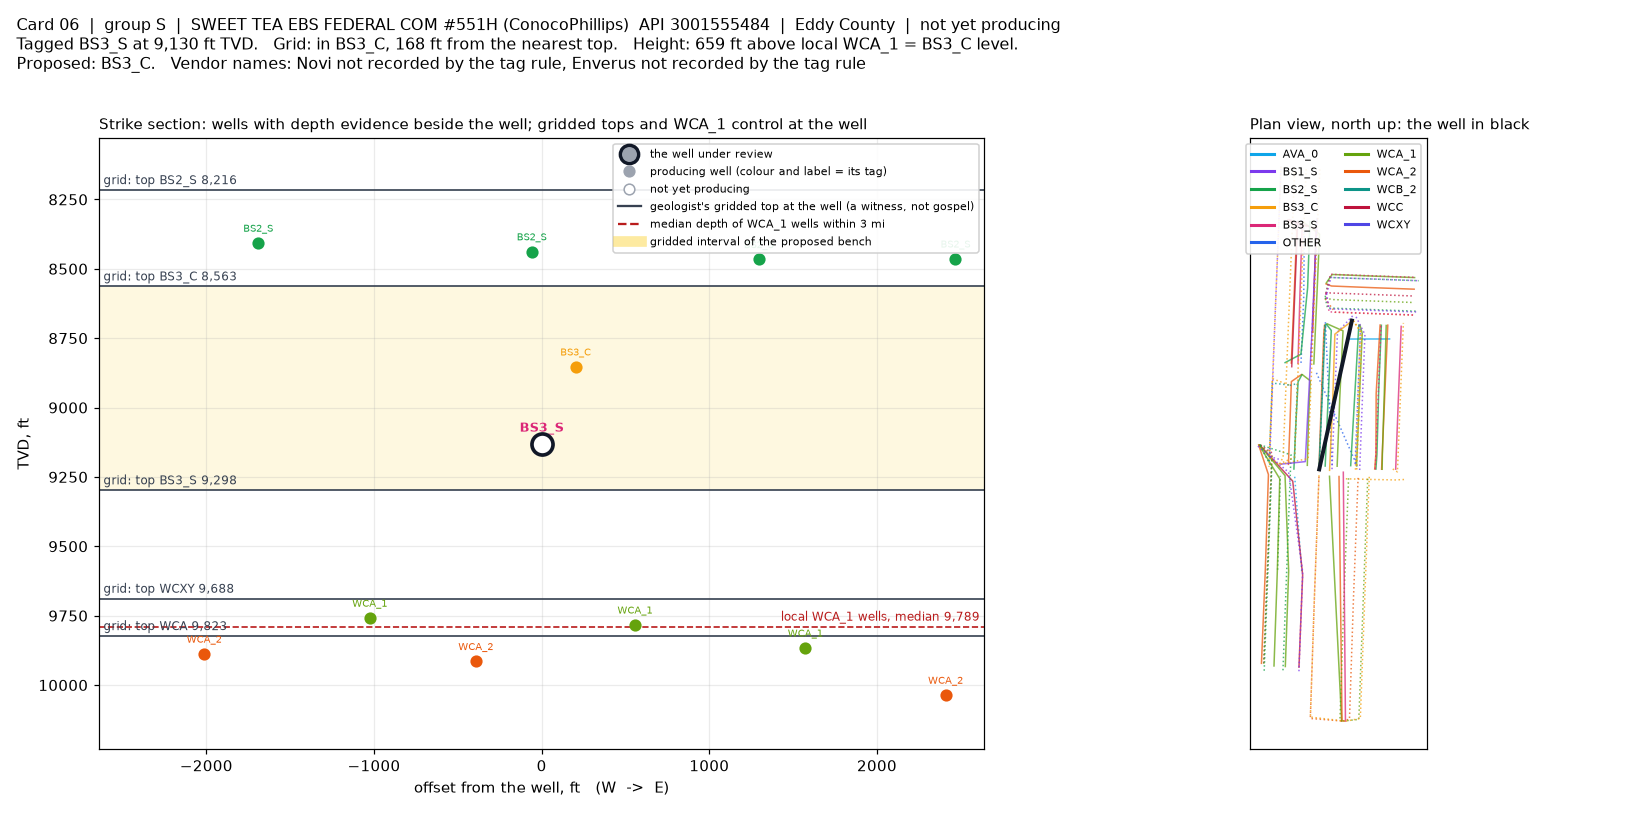 Card 06 | group S | SWEET TEA EBS FEDERAL COM #551H (ConocoPhillips) API 3001555484 | Eddy County | not yet producing
Tagged BS3_S at 9,130 ft TVD. Grid: in BS3_C, 168 ft from the nearest top. Height: 659 ft above local WCA_1 = BS3_C level.
Proposed: BS3_C. Vendor names: Novi not recorded by the tag rule, Enverus not recorded by the tag rule
Strike section: wells with depth evidence beside the well; gridded tops and WCA_1 control at the well
the well under review
producing well (colour and label = its tag)
not yet producing
geologist's gridded top at the well (a witness, not gospel)
median depth of WCA_1 wells within 3 mi
gridded interval of the proposed bench
grid: top BS2_S 8,216
BS2_S
BS2_S
BS2_S
grid: top BS3_C 8,563
BS3_C
BS3_S
grid: top BS3_S 9,298
grid: top WCXY 9,688
WCA_1
WCA_1
local WCA_1 wells, median 9,789
grid: top WCA 9,823
WCA_1
WCA_2
WCA_2
WCA_2
8250
8500
8750
9000
9250
9500
9750
10000
TVD, ft
−2000
−1000
0
1000
2000
offset from the well, ft (W -> E)
Plan view, north up: the well in black
AVA_0
BS1_S
BS2_S
BS3_C
BS3_S
OTHER
WCA_1
WCA_2
WCB_2
WCC
WCXY